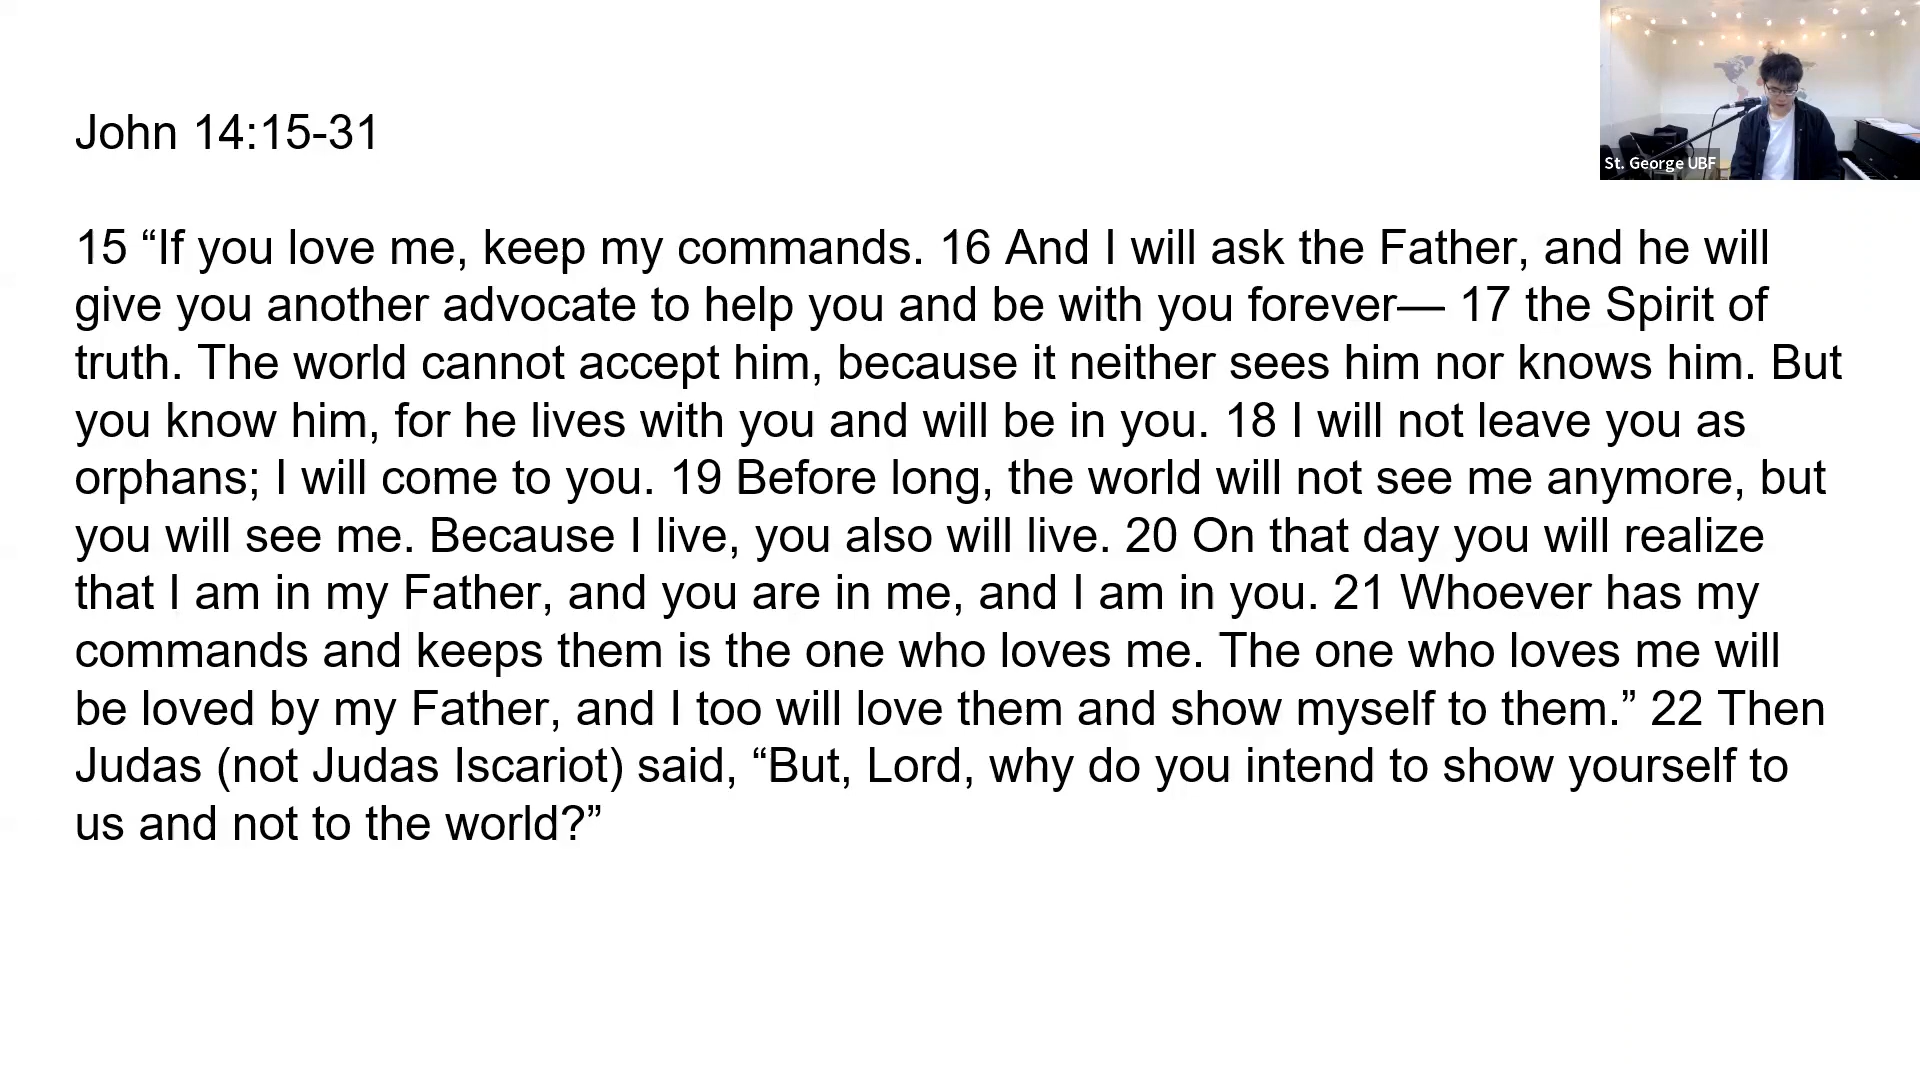 John 14:15-31
St. George UBF
15 “If you love me, keep my commands. 16 And I will ask the Father, and he will
give you another advocate to help you and be with you forever— 17 the Spirit of
truth. The world cannot accept him, because it neither sees him nor knows him. But
you know him, for he lives with you and will be in you. 18 I will not leave you as
orphans; I will come to you. 19 Before long, the world will not see me anymore, but
you will see me. Because I live, you also will live. 20 On that day you will realize
that I am in my Father, and you are in me, and I am in you. 21 Whoever has my
commands and keeps them is the one who loves me. The one who loves me will
be loved by my Father, and I too will love them and show myself to them.” 22 Then
Judas (not Judas Iscariot) said, “But, Lord, why do you intend to show yourself to
us and not to the world?”